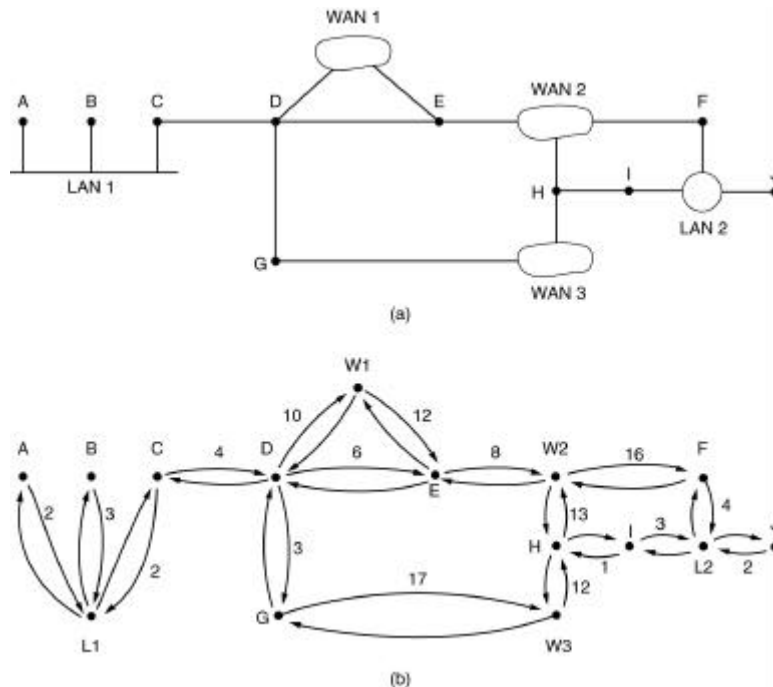 WAN 1
A B C D E WAN 2 F
LAN 1
H I
LAN 2
G
WAN 3
(a)
W1
10 12
A B C 4 D 6 E 8 W2 16 F
2 3 2
3 13 4
H 1 I 3 L2 2
17 12
L1 G W3
(b)